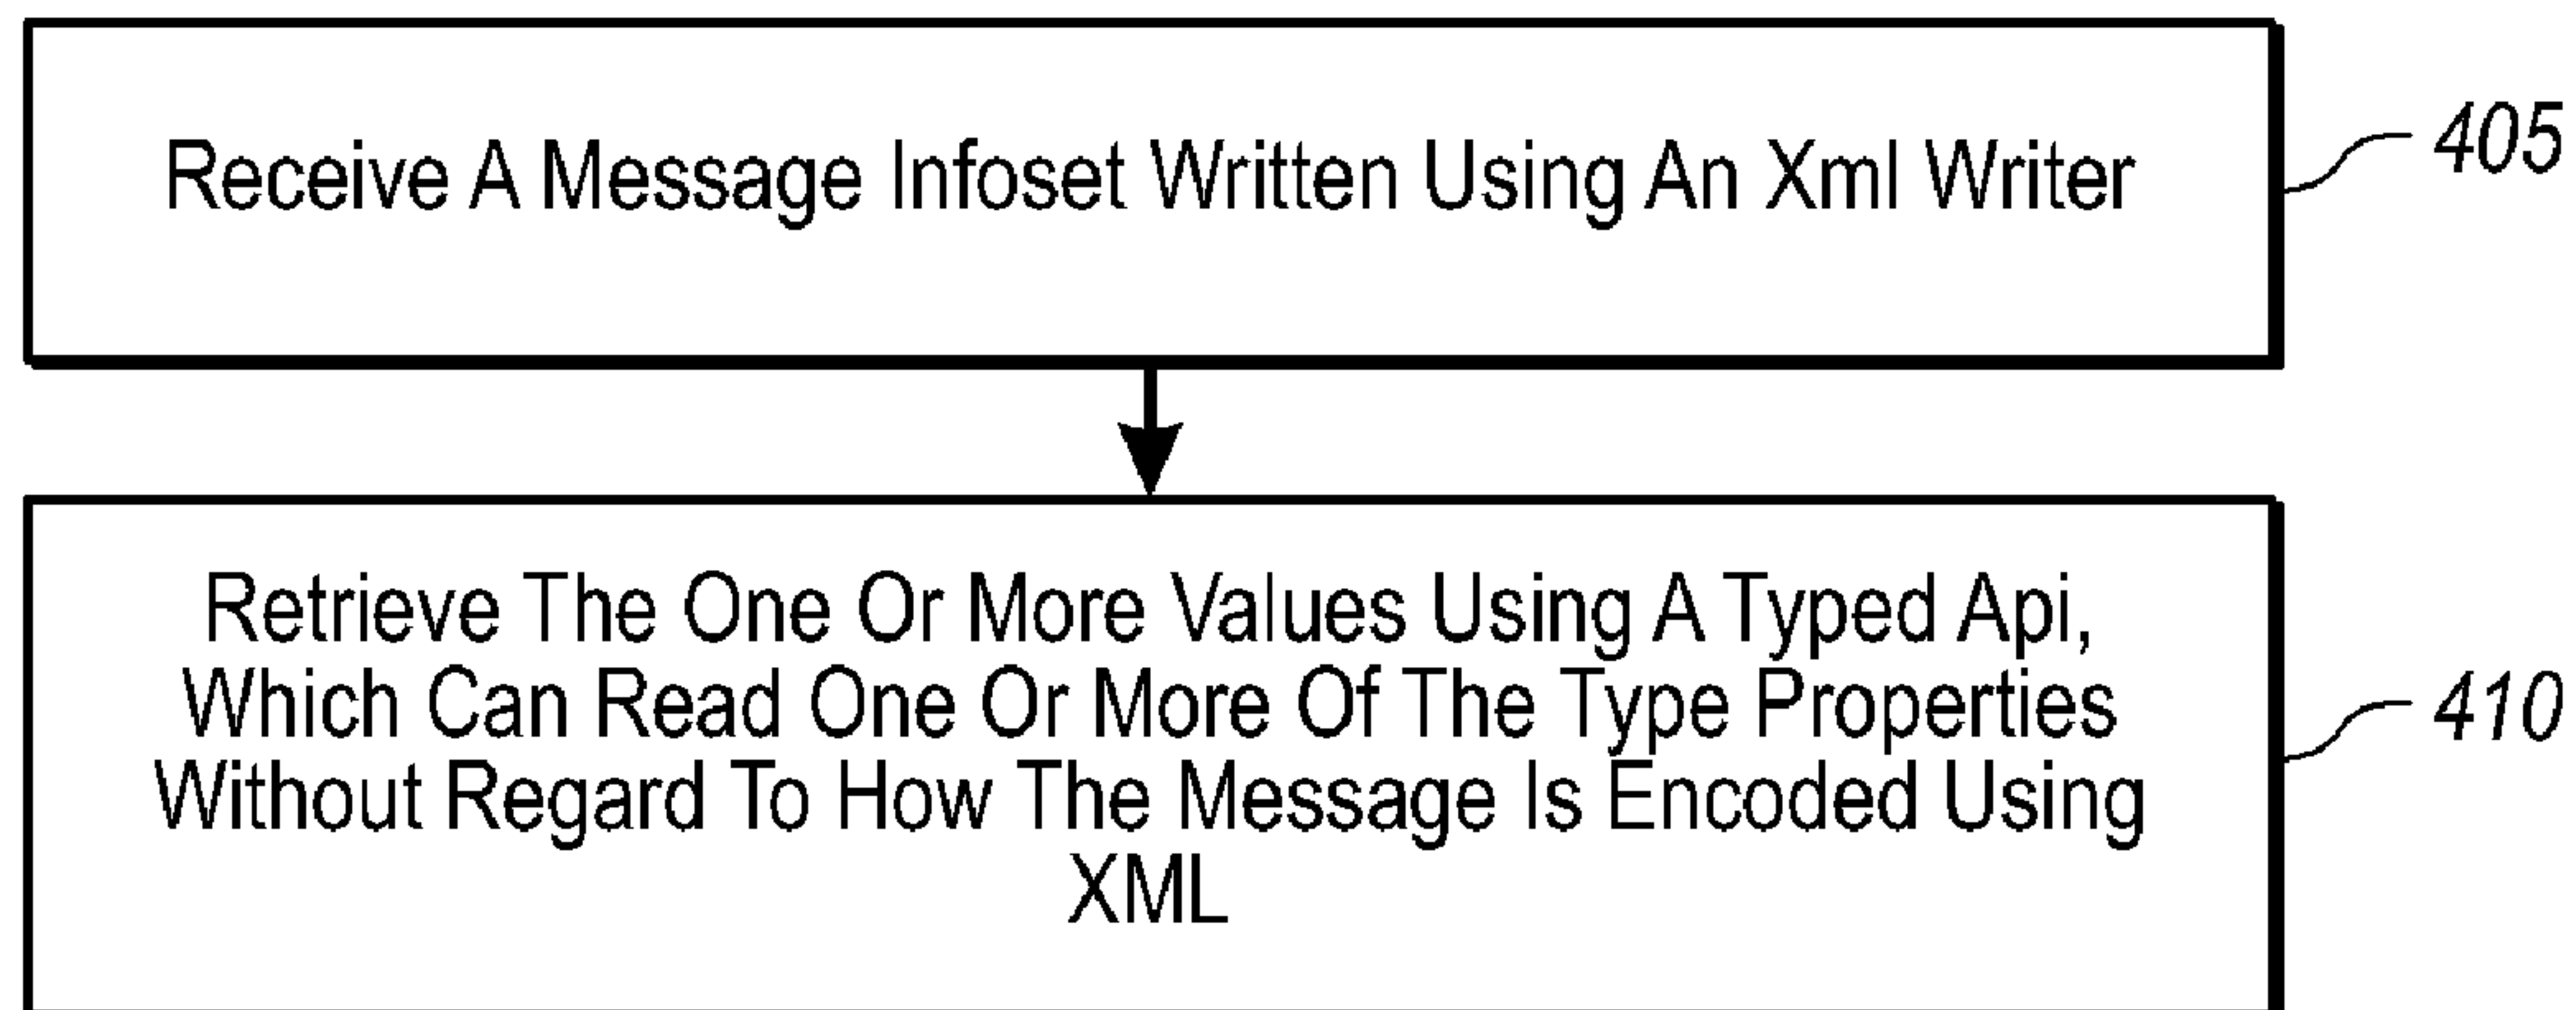 Receive A Message Infoset Written Using An Xml Writer
405
Retrieve The One Or More Values Using A Typed Api,
Which Can Read One Or More Of The Type Properties
Without Regard To How The Message Is Encoded Using
XML
410